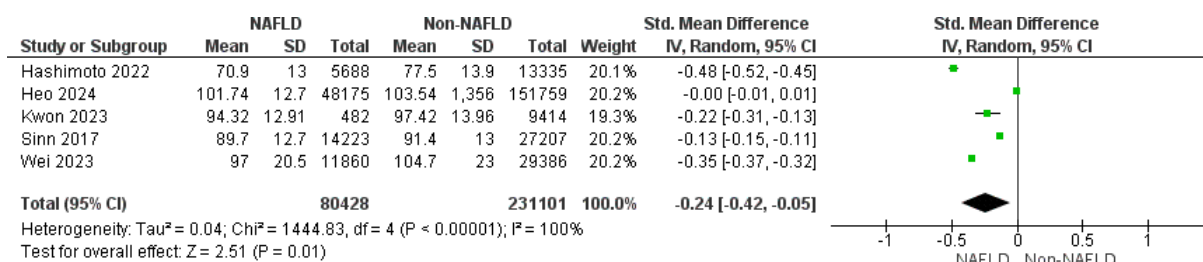 NAFLD Non-NAFLD Std. Mean Difference Std. Mean Difference
Study or Subgroup Mean SD Total Mean SD Total Weight IV, Random, 95% CI IV, Random, 95% CI
Hashimoto 2022 70.9 13 5688 77.5 13.9 13335 20.1% -0.48 [-0.52, -0.45]
Heo 2024 101.74 12.7 48175 103.54 1,356 151759 20.2% -0.00 [-0.01, 0.01]
Kwon 2023 94.32 12.91 482 97.42 13.96 9414 19.3% -0.22 [-0.31, -0.13]
Sinn 2017 89.7 12.7 14223 91.4 13 27207 20.2% -0.13 [-0.15, -0.11]
Wei 2023 97 20.5 11860 104.7 23 29386 20.2% -0.35 [-0.37, -0.32]
Total (95% CI) 80428 231101 100.0% -0.24 [-0.42, -0.05]
Heterogeneity: Tau² = 0.04; Chi² = 1444.83, df = 4 (P < 0.00001); I² = 100%
Test for overall effect: Z = 2.51 (P = 0.01)
-1 -0.5 0 0.5 1
NAFLD Non-NAFLD